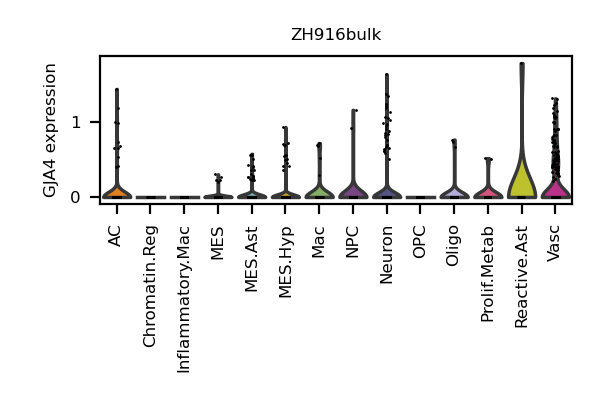 ZH916bulk
GJA4 expression
1
0
AC
Chromatin.Reg
Inflammatory.Mac
MES
MES.Ast
MES.Hyp
Mac
NPC
Neuron
OPC
Oligo
Prolif.Metab
Reactive.Ast
Vasc